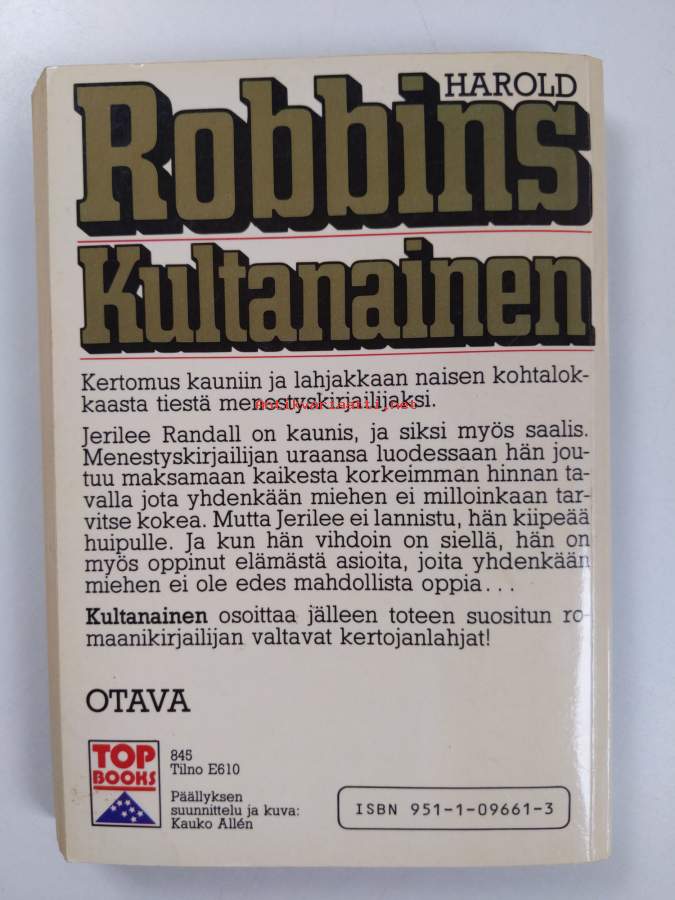 HAROLD
Robbins
Kultanainen
Kertomus kauniin ja lahjakkaan naisen kohtalok-
kaasta tiestä menestyskirjailijaksi.
Antikvariaatti.net
Jerilee Randall on kaunis, ja siksi myös saalis.
Menestyskirjailijan uraansa luodessaan hän jou-
tuu maksamaan kaikesta korkeimman hinnan ta-
valla jota yhdenkään miehen ei milloinkaan tar-
vitse kokea. Mutta Jerilee ei lannistu, hän kiipeää
huipulle. Ja kun hän vihdoin on siellä, hän on
myös oppinut elämästä asioita, joita yhdenkään
miehen ei ole edes mahdollista oppia...
Kultanainen osoittaa jälleen toteen suositun ro-
maanikirjailijan valtavat kertojanlahjat!
OTAVA
TOP
BOOKS
845
Tilno E610
Päällyksen
suunnittelu ja kuva:
Kauko Allén
ISBN 951-1-09661-3